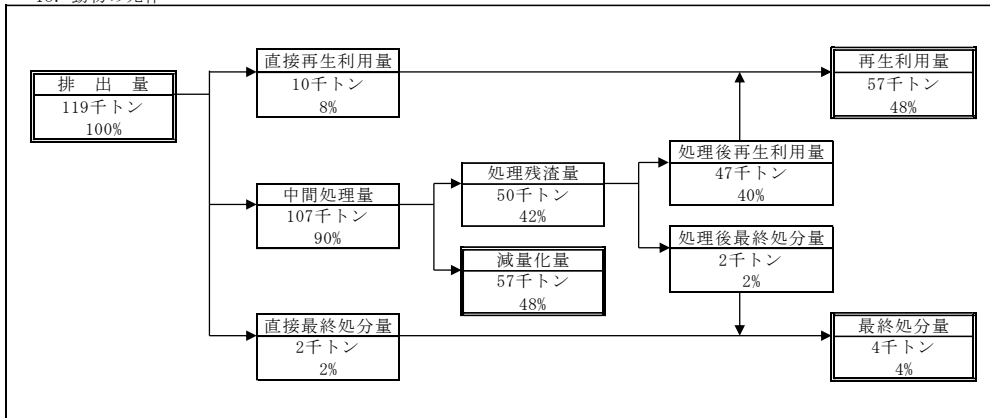 排 出 量
119千トン
100%
直接再生利用量
10千トン
8%
再生利用量
57千トン
48%
中間処理量
107千トン
90%
処理残渣量
50千トン
42%
処理後再生利用量
47千トン
40%
減量化量
57千トン
48%
処理後最終処分量
2千トン
2%
直接最終処分量
2千トン
2%
最終処分量
4千トン
4%